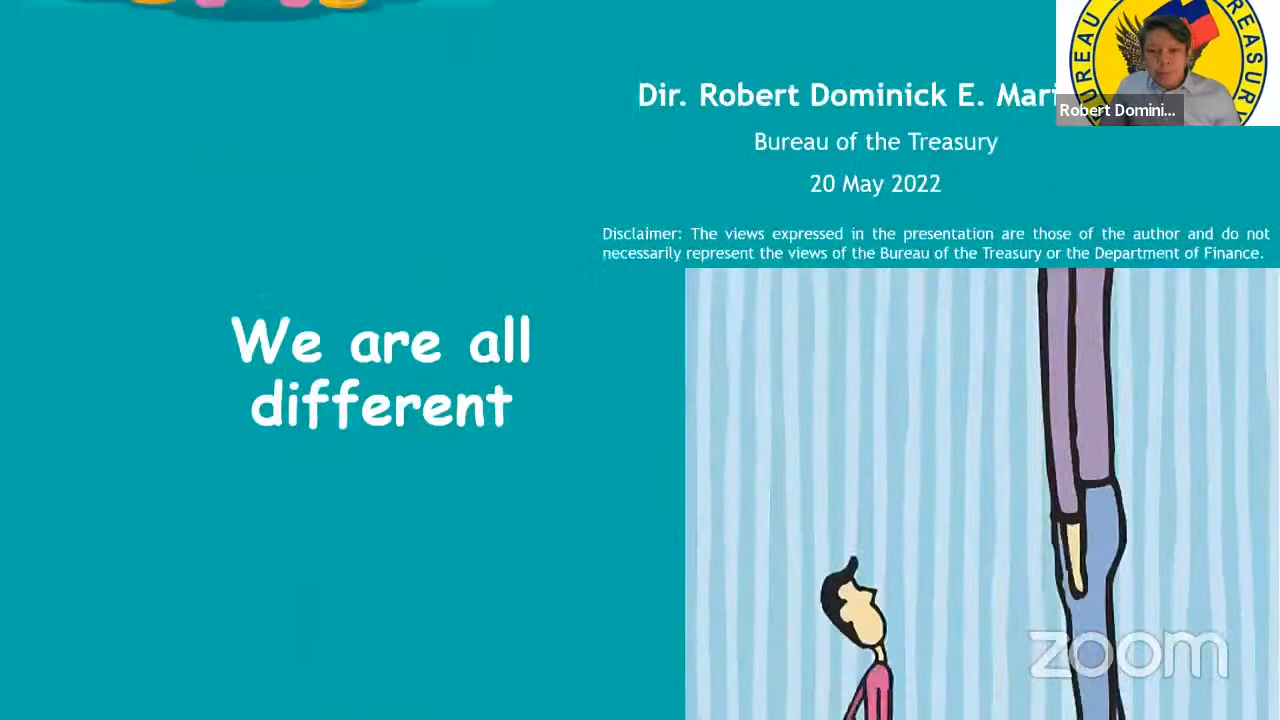 Dir. Robert Dominick E. Mari
Bureau of the Treasury
20 May 2022
Disclaimer: The views expressed in the presentation are those of the author and do not
necessarily represent the views of the Bureau of the Treasury or the Department of Finance.
Robert Domini...
We are all
different
zoom